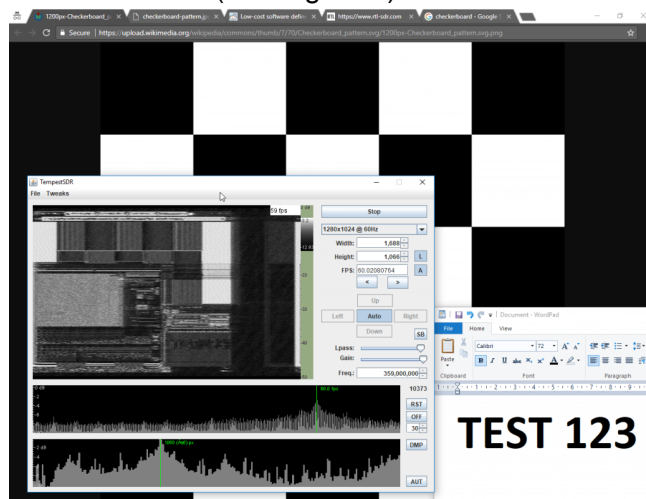 1200px-Checkerboard_p
checkerboard-pattern.jp
Low-cost software defin
https://www.rtl-sdr.com
checkerboard - Google S
Secure | https://upload.wikimedia.org/wikipedia/commons/thumb/7/70/Checkerboard_pattern.svg/1200px-Checkerboard_pattern.svg.png
TempestSDR
File Tweaks
59 fps
Stop
1280x1024 @ 60Hz
Width: 1,688
Height: 1,066 L
FPS: 60.02080764 A
< >
Up
Left Auto Right
Down SB
Lpass:
Gain:
Freq.: 359,000,000
10373
RST
OFF
30
DMP
AUT
Document - WordPad
File Home View
Paste
Calibri 72
B I U abc
Clipboard Font Paragraph
TEST 123